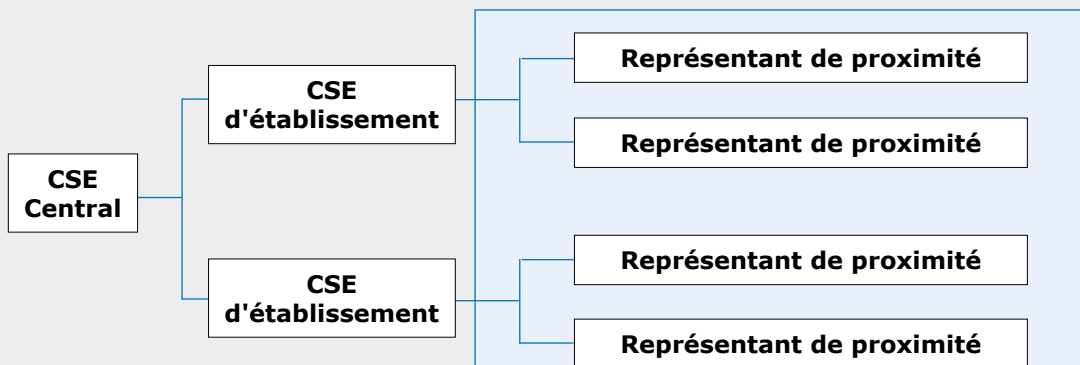 CSE
Central
CSE
d'établissement
Représentant de proximité
Représentant de proximité
CSE
d'établissement
Représentant de proximité
Représentant de proximité